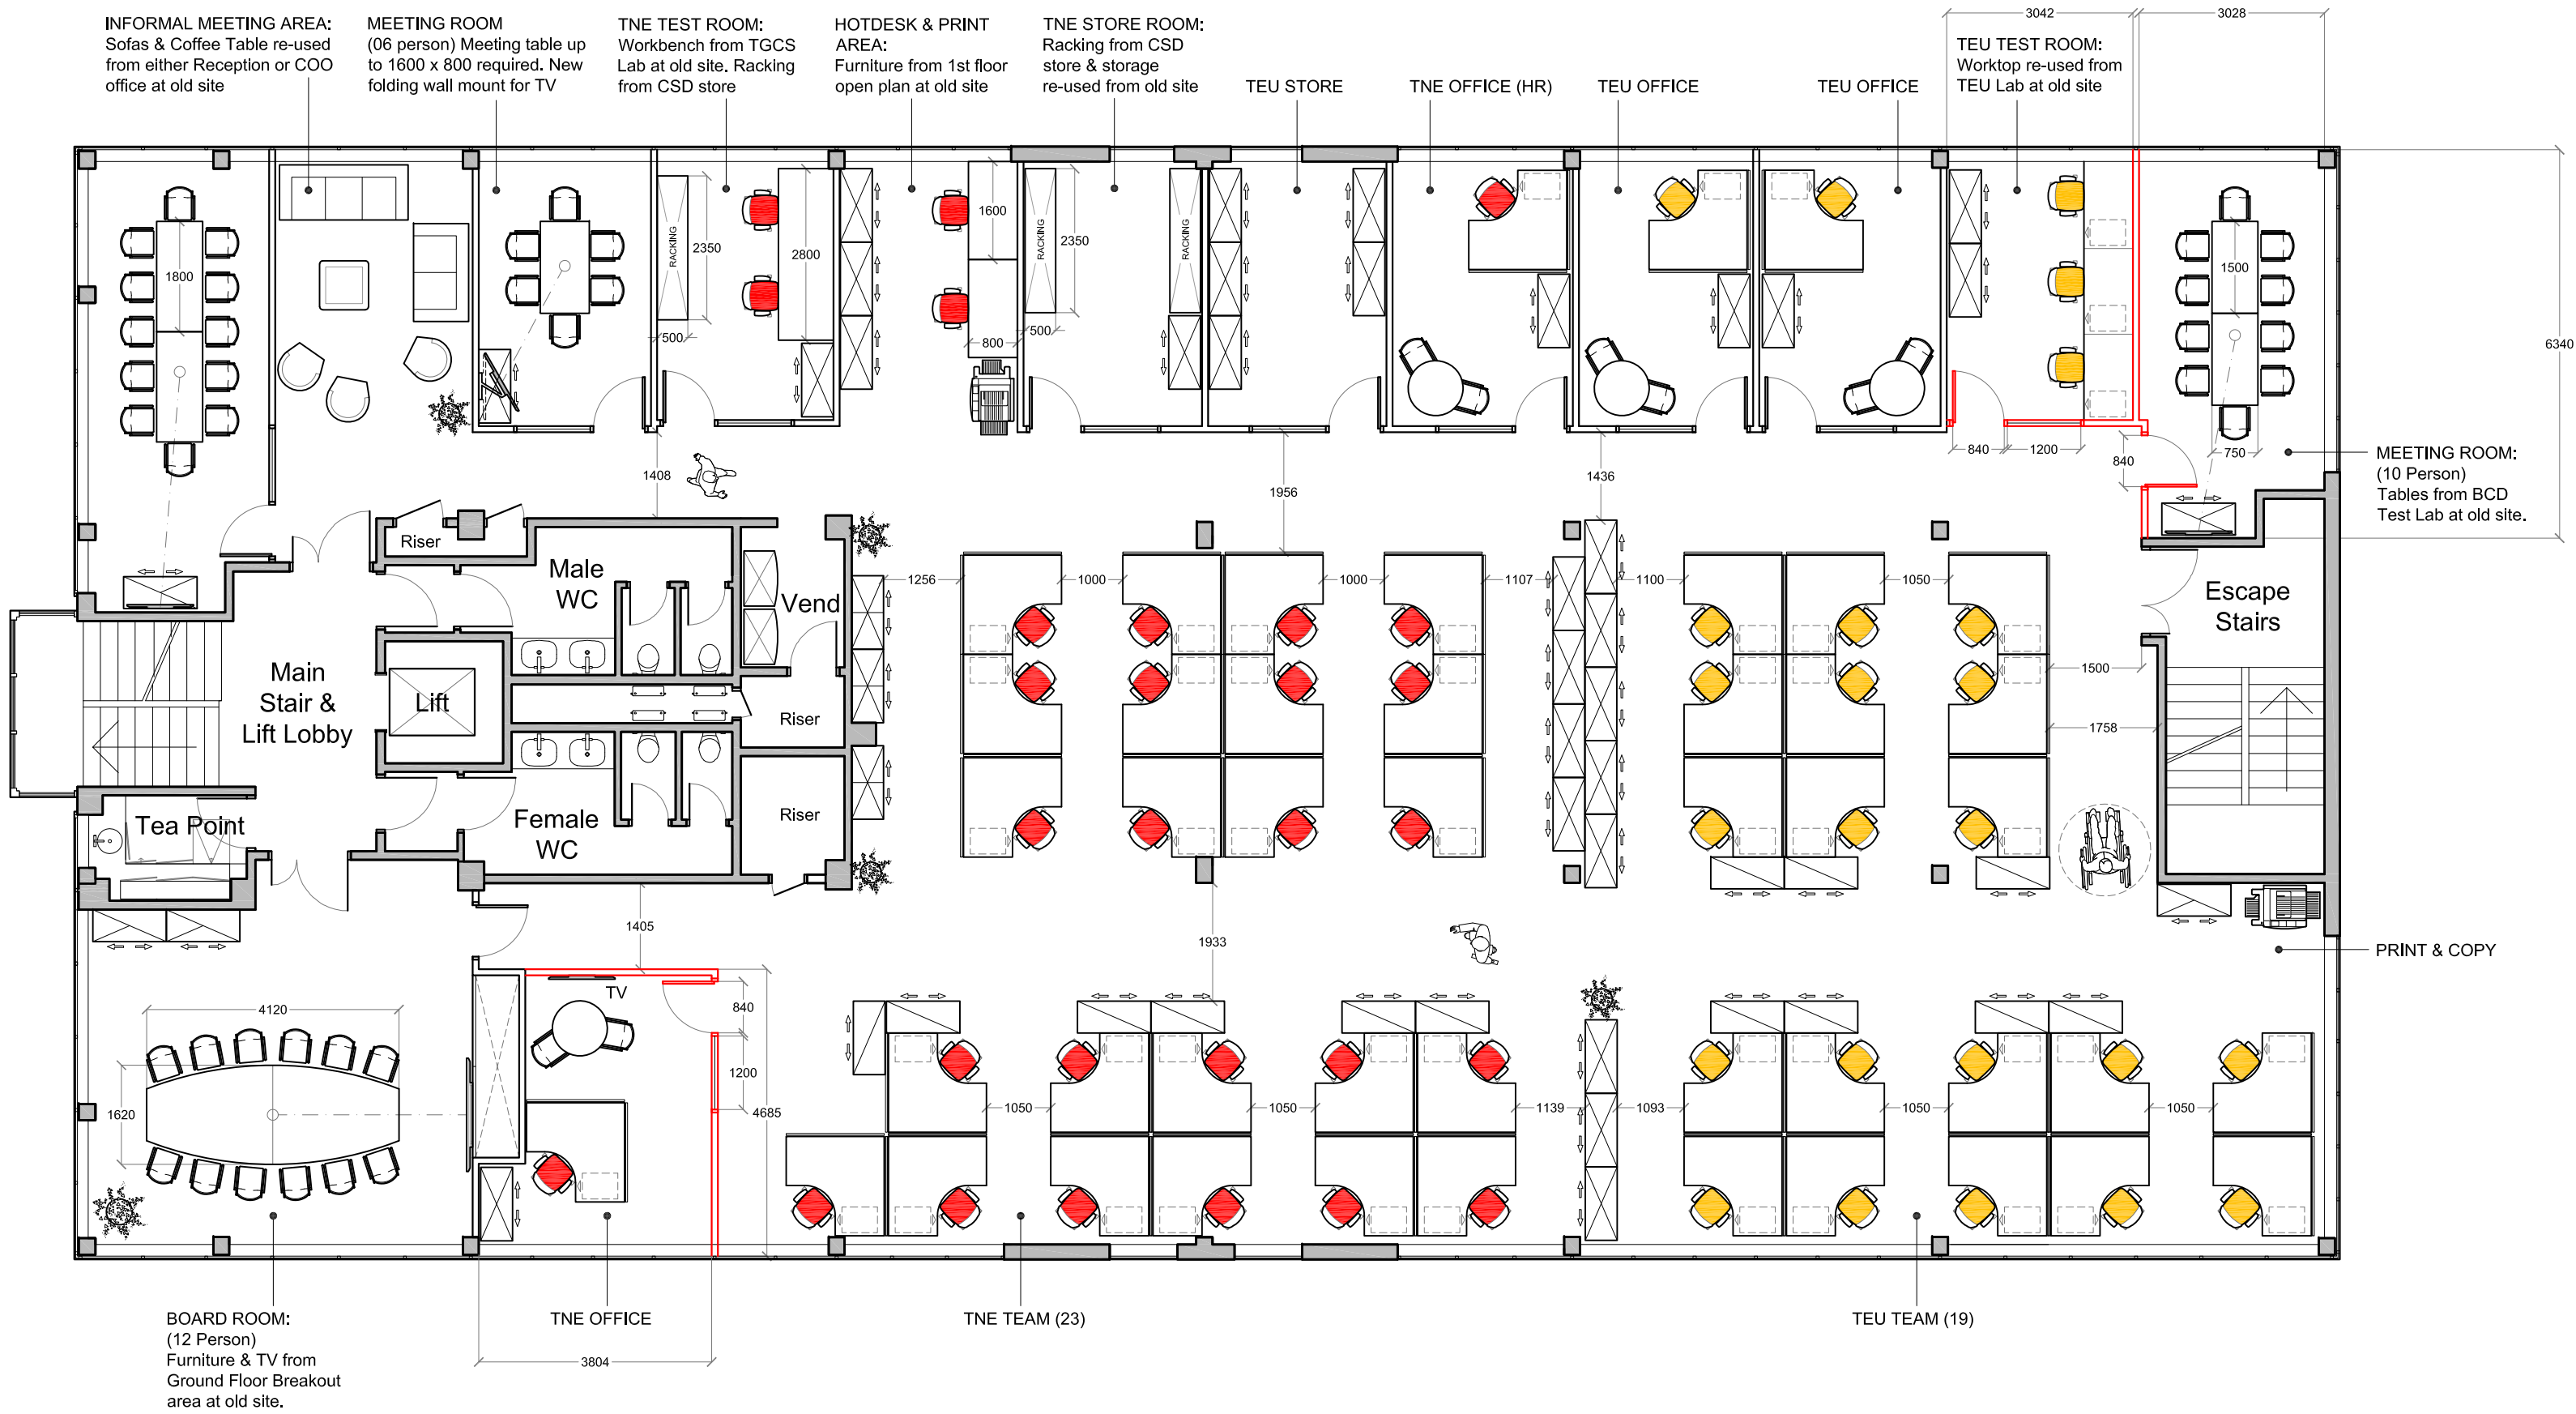 INFORMAL MEETING AREA:
Sofas & Coffee Table re-used
from either Reception or COO
office at old site
MEETING ROOM
(06 person) Meeting table up
to 1600 x 800 required. New
folding wall mount for TV
TNE TEST ROOM:
Workbench from TGCS
Lab at old site. Racking
from CSD store
HOTDESK & PRINT
AREA:
Furniture from 1st floor
open plan at old site
TNE STORE ROOM:
Racking from CSD
store & storage
re-used from old site
TEU STORE
TNE OFFICE (HR)
TEU OFFICE
TEU OFFICE
3042
3028
TEU TEST ROOM:
Worktop re-used from
TEU Lab at old site
1800
RACKING
2350
500
2800
1600
800
RACKING
2350
500
RACKING
1500
750
6340
840
1200
840
MEETING ROOM:
(10 Person)
Tables from BCD
Test Lab at old site.
1408
1956
1436
Riser
Male
WC
Vend
1256
1000
1000
1107
1100
1050
Escape
Stairs
Main
Stair &
Lift Lobby
Lift
Riser
1500
1758
Tea Point
Female
WC
Riser
1405
1933
PRINT & COPY
TV
840
4120
1200
1620
4685
1050
1050
1139
1093
1050
1050
BOARD ROOM:
(12 Person)
Furniture & TV from
Ground Floor Breakout
area at old site.
TNE OFFICE
3804
TNE TEAM (23)
TEU TEAM (19)